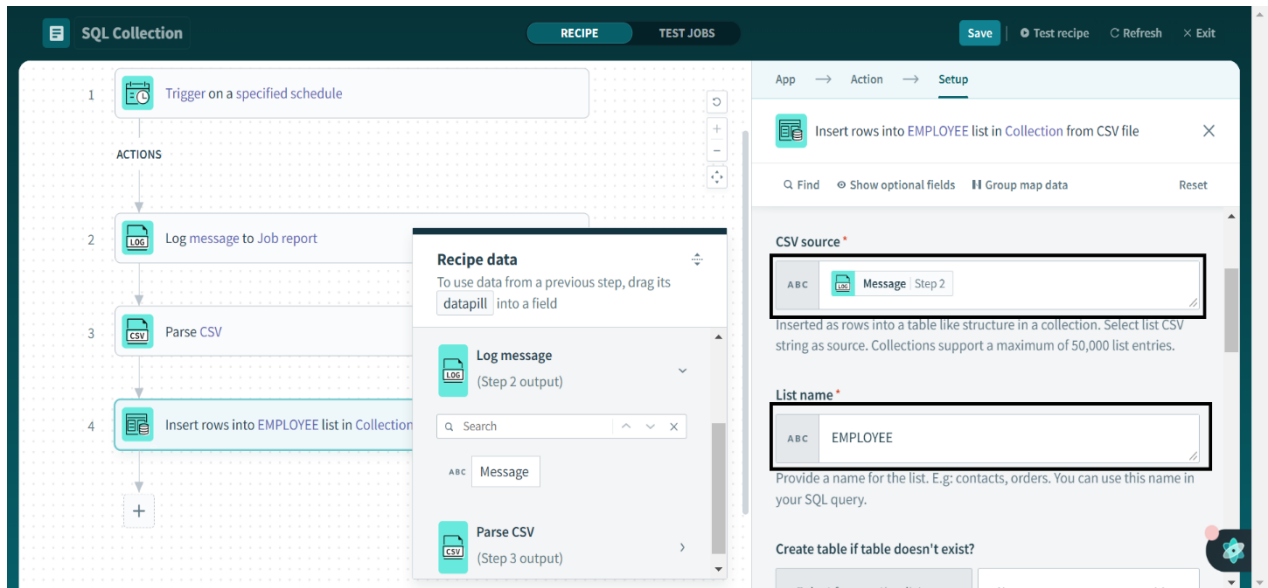 SQL Collection
RECIPE
TEST JOBS
Save
Test recipe
Refresh
Exit
1
Trigger on a specified schedule
ACTIONS
2
LOG
Log message to Job report
3
CSV
Parse CSV
4
Insert rows into EMPLOYEE list in Collection
Recipe data
To use data from a previous step, drag its
datapill into a field
LOG
Log message
(Step 2 output)
Search
ABC
Message
CSV
Parse CSV
(Step 3 output)
App
Action
Setup
Insert rows into EMPLOYEE list in Collection from CSV file
Find
Show optional fields
Group map data
Reset
CSV source*
ABC
LOG
Message
Step 2
Inserted as rows into a table like structure in a collection. Select list CSV
string as source. Collections support a maximum of 50,000 list entries.
List name*
ABC
EMPLOYEE
Provide a name for the list. E.g: contacts, orders. You can use this name in
your SQL query.
Create table if table doesn't exist?